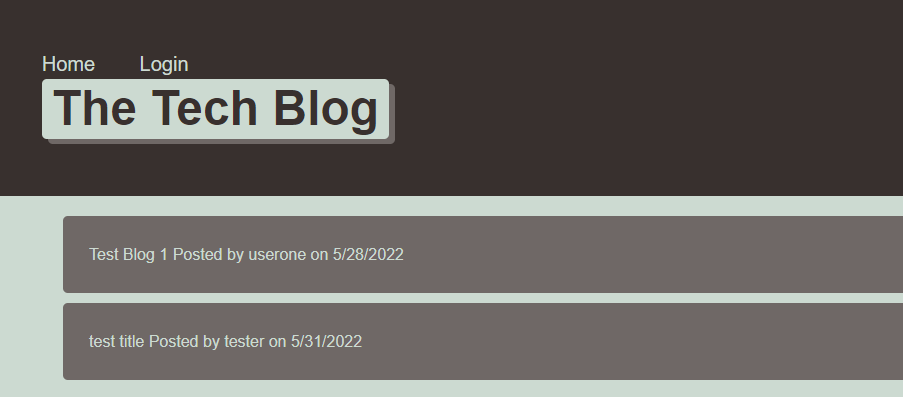 Home Login
The Tech Blog
Test Blog 1 Posted by userone on 5/28/2022
test title Posted by tester on 5/31/2022